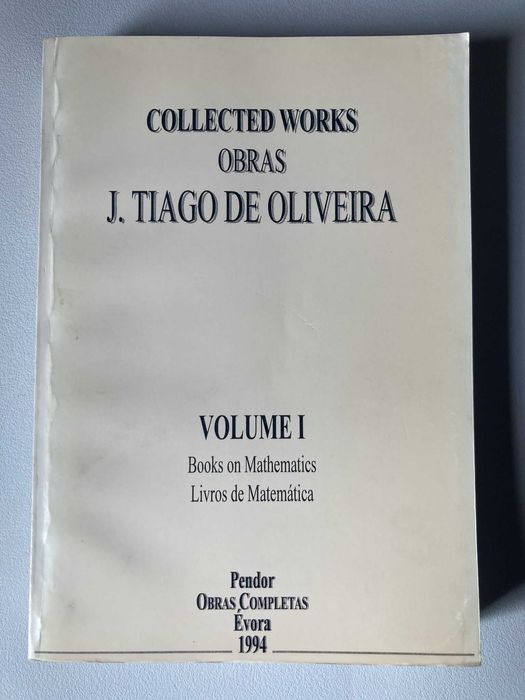 COLLECTED WORKS
OBRAS
J. TIAGO DE OLIVEIRA
VOLUME I
Books on Mathematics
Livros de Matemática
Pendor
OBRAS COMPLETAS
Évora
1994